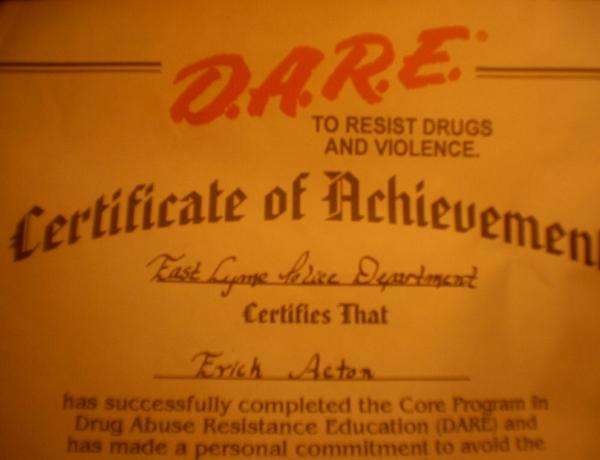 D.A.R.E.
TO RESIST DRUGS
AND VIOLENCE.
Certificate of Achievement
East Lyme Police Department
Certifies That
Erich Acton
has successfully completed the Core Program in
Drug Abuse Resistance Education (DARE) and
has made a personal commitment to avoid the